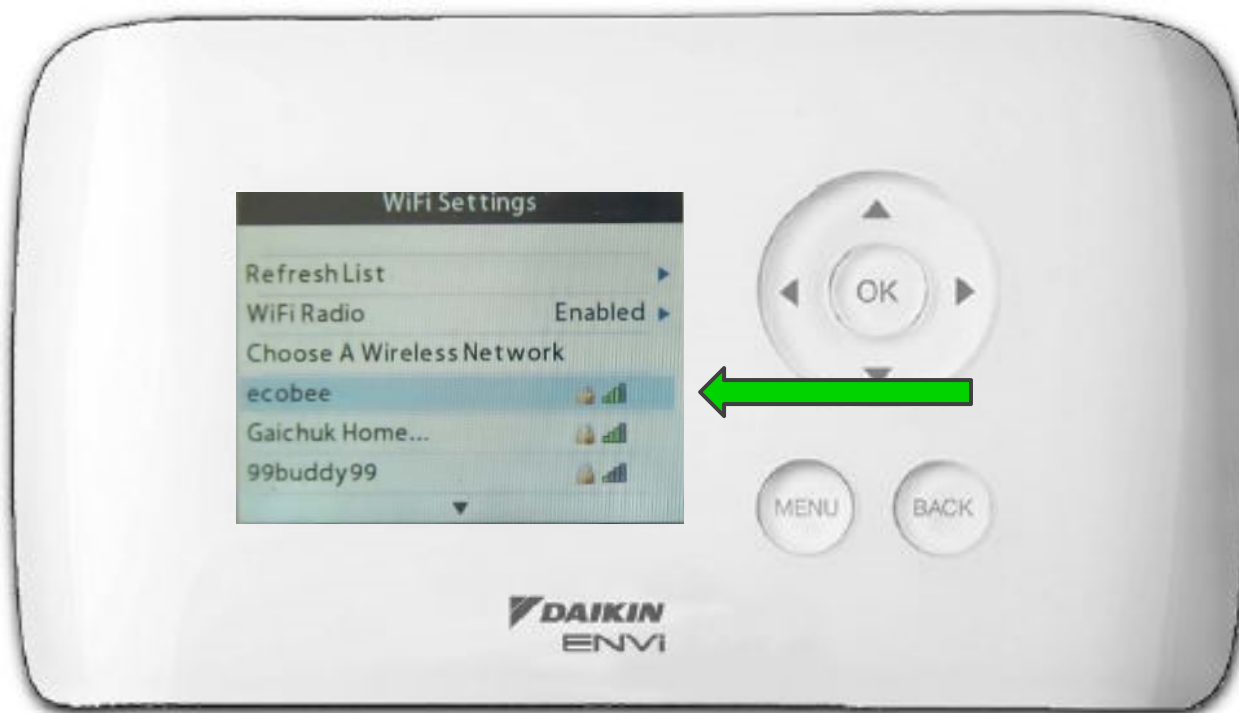 WiFi Settings
Refresh List
WiFi Radio Enabled
Choose A Wireless Network
ecobee
Gaichuk Home...
99buddy99
OK
MENU BACK
DAIKIN
ENVi